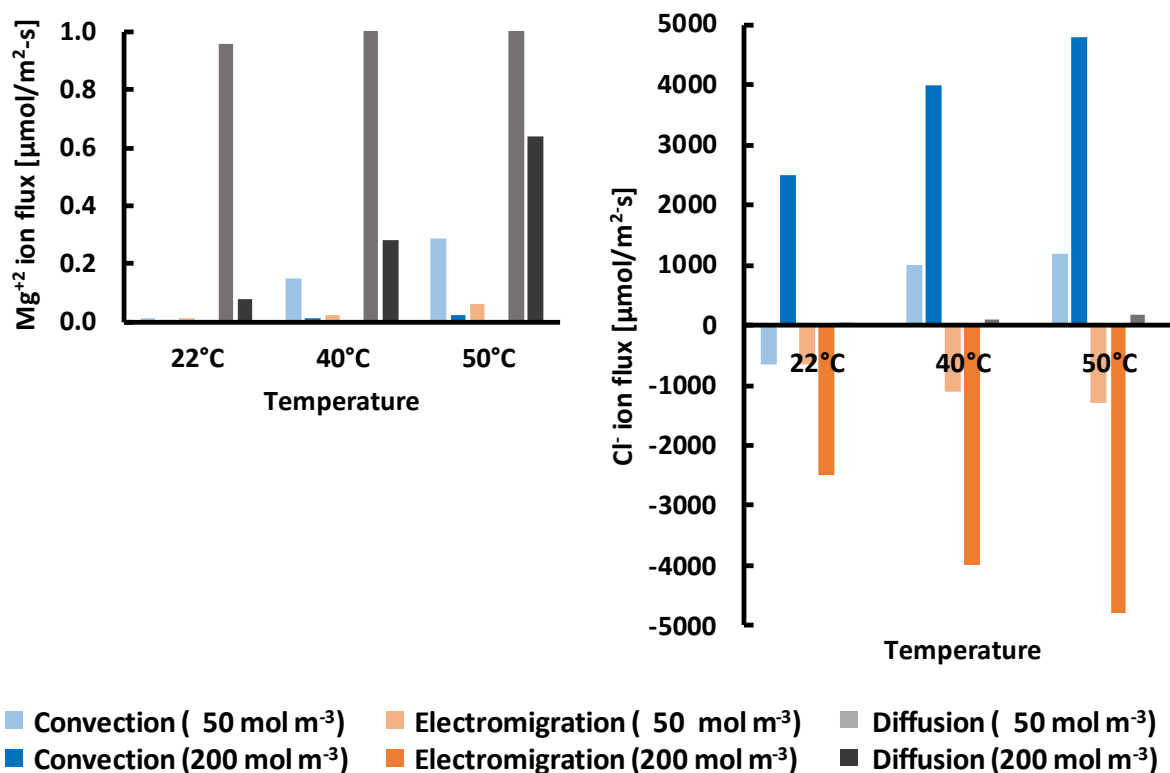 Mg+2 ion flux [µmol/m2-s]
1.0
0.8
0.6
0.4
0.2
0.0
22°C 40°C 50°C
Temperature
Cl- ion flux [µmol/m2-s]
5000
4000
3000
2000
1000
0
-1000
-2000
-3000
-4000
-5000
22°C 40°C 50°C
Temperature
Convection ( 50 mol m-3) Electromigration ( 50 mol m-3) Diffusion ( 50 mol m-3)
Convection (200 mol m-3) Electromigration (200 mol m-3) Diffusion (200 mol m-3)